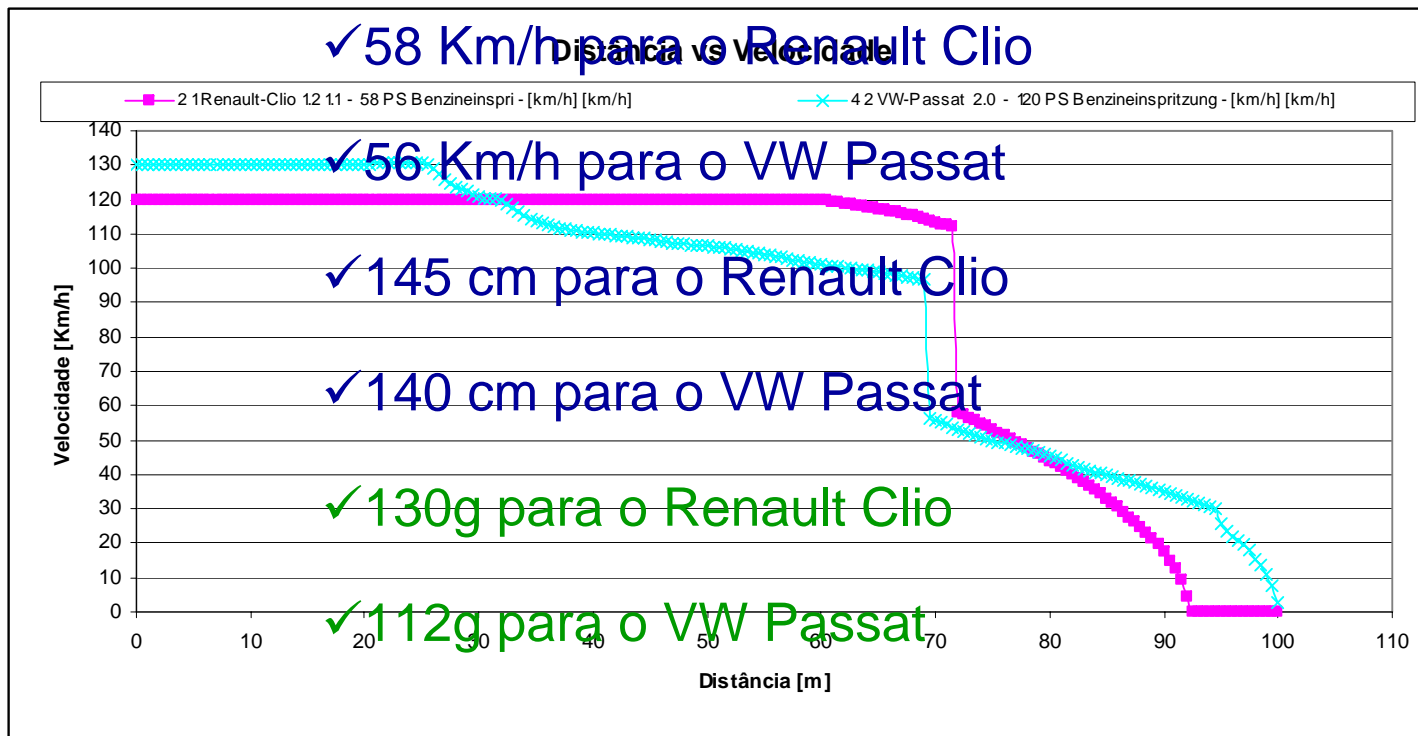 ✓58 Km/h para o Renault Clio
Distância vs Velocidade
2 1Renault-Clio 1.2 1.1 - 58 PS Benzineinspri - [km/h] [km/h]
4 2 VW-Passat 2.0 - 120 PS Benzineinspritzung - [km/h] [km/h]
✓56 Km/h para o VW Passat
✓145 cm para o Renault Clio
✓140 cm para o VW Passat
✓130g para o Renault Clio
✓112g para o VW Passat
Velocidade [Km/h]
140
130
120
110
100
90
80
70
60
50
40
30
20
10
0
0 10 20 30 40 50 60 70 80 90 100 110
Distância [m]